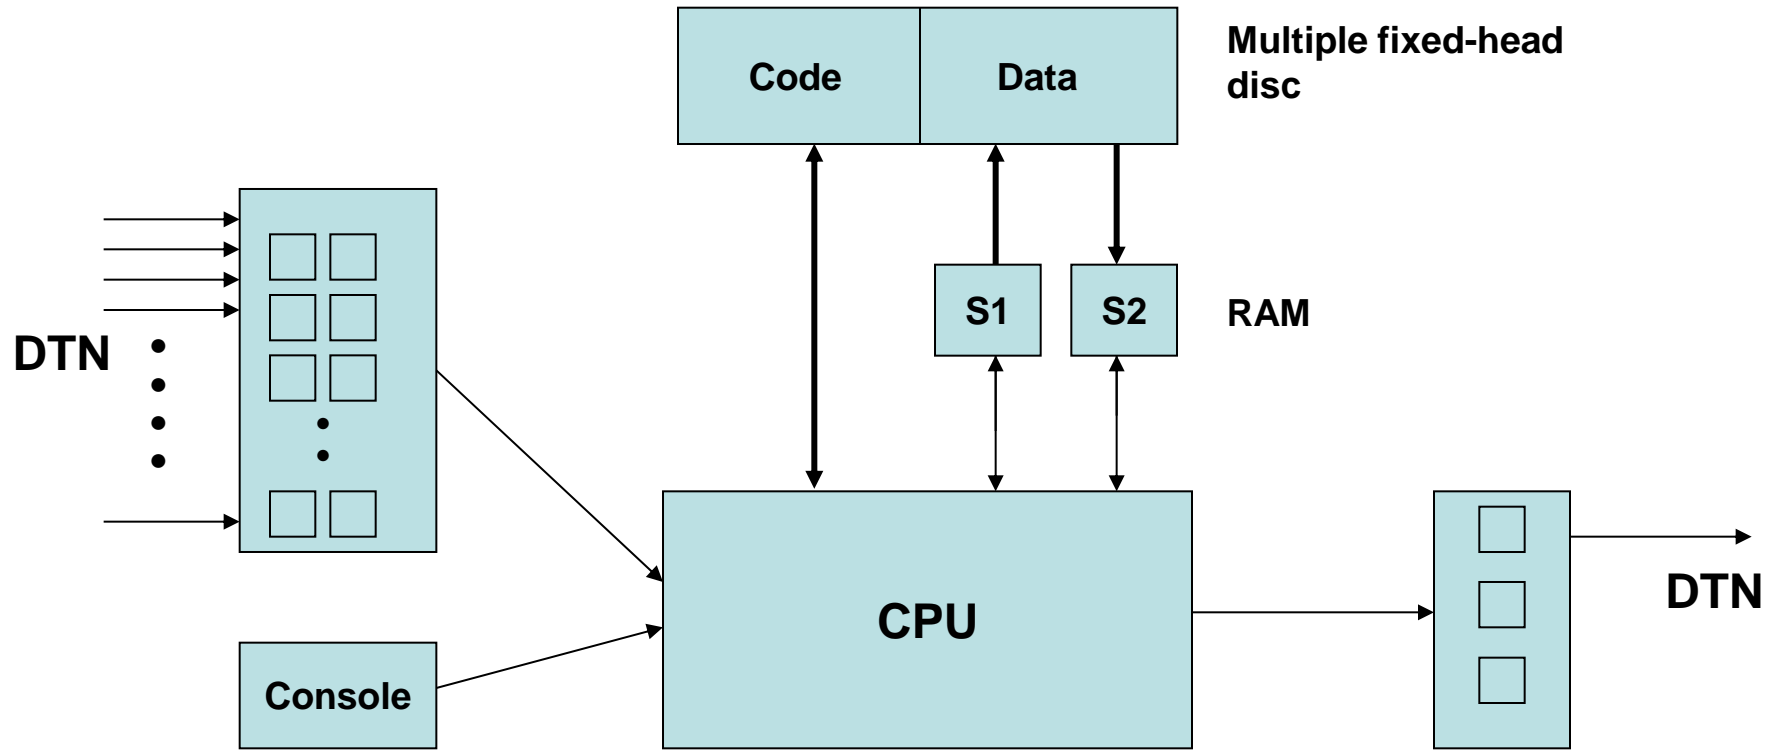 Code
Data
Multiple fixed-head
disc
S1
S2
RAM
DTN
CPU
DTN
Console